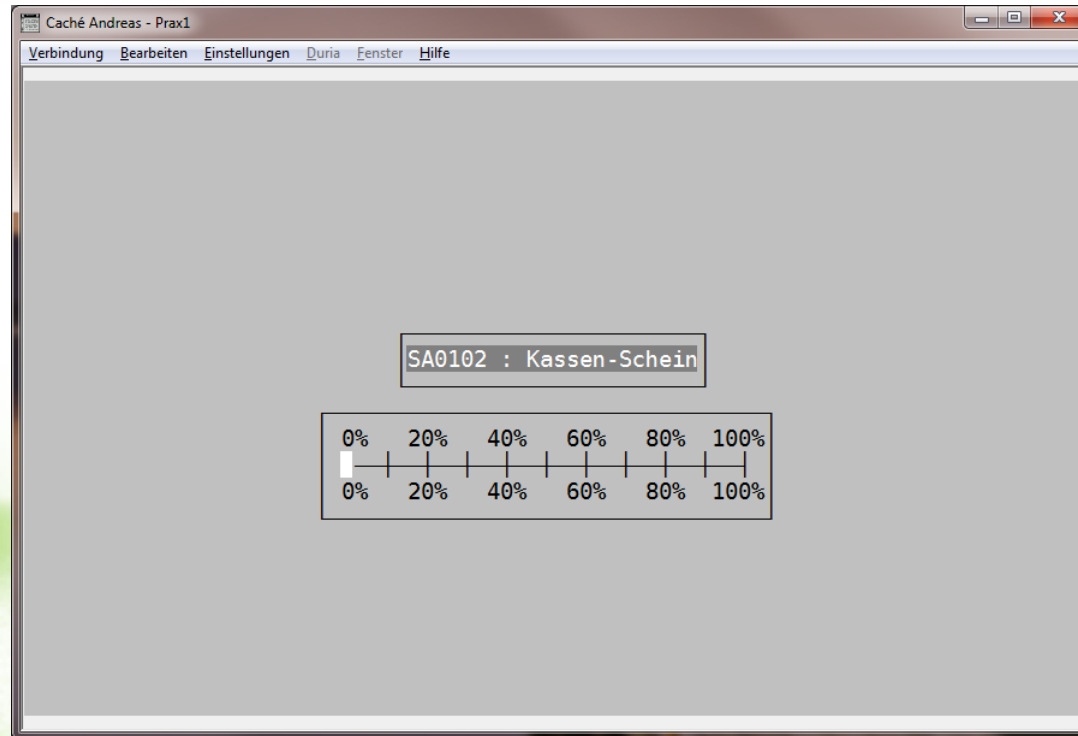 Caché Andreas - Prax1
Verbindung Bearbeiten Einstellungen Duria Fenster Hilfe
SA0102 : Kassen-Schein
0% 20% 40% 60% 80% 100%
0% 20% 40% 60% 80% 100%